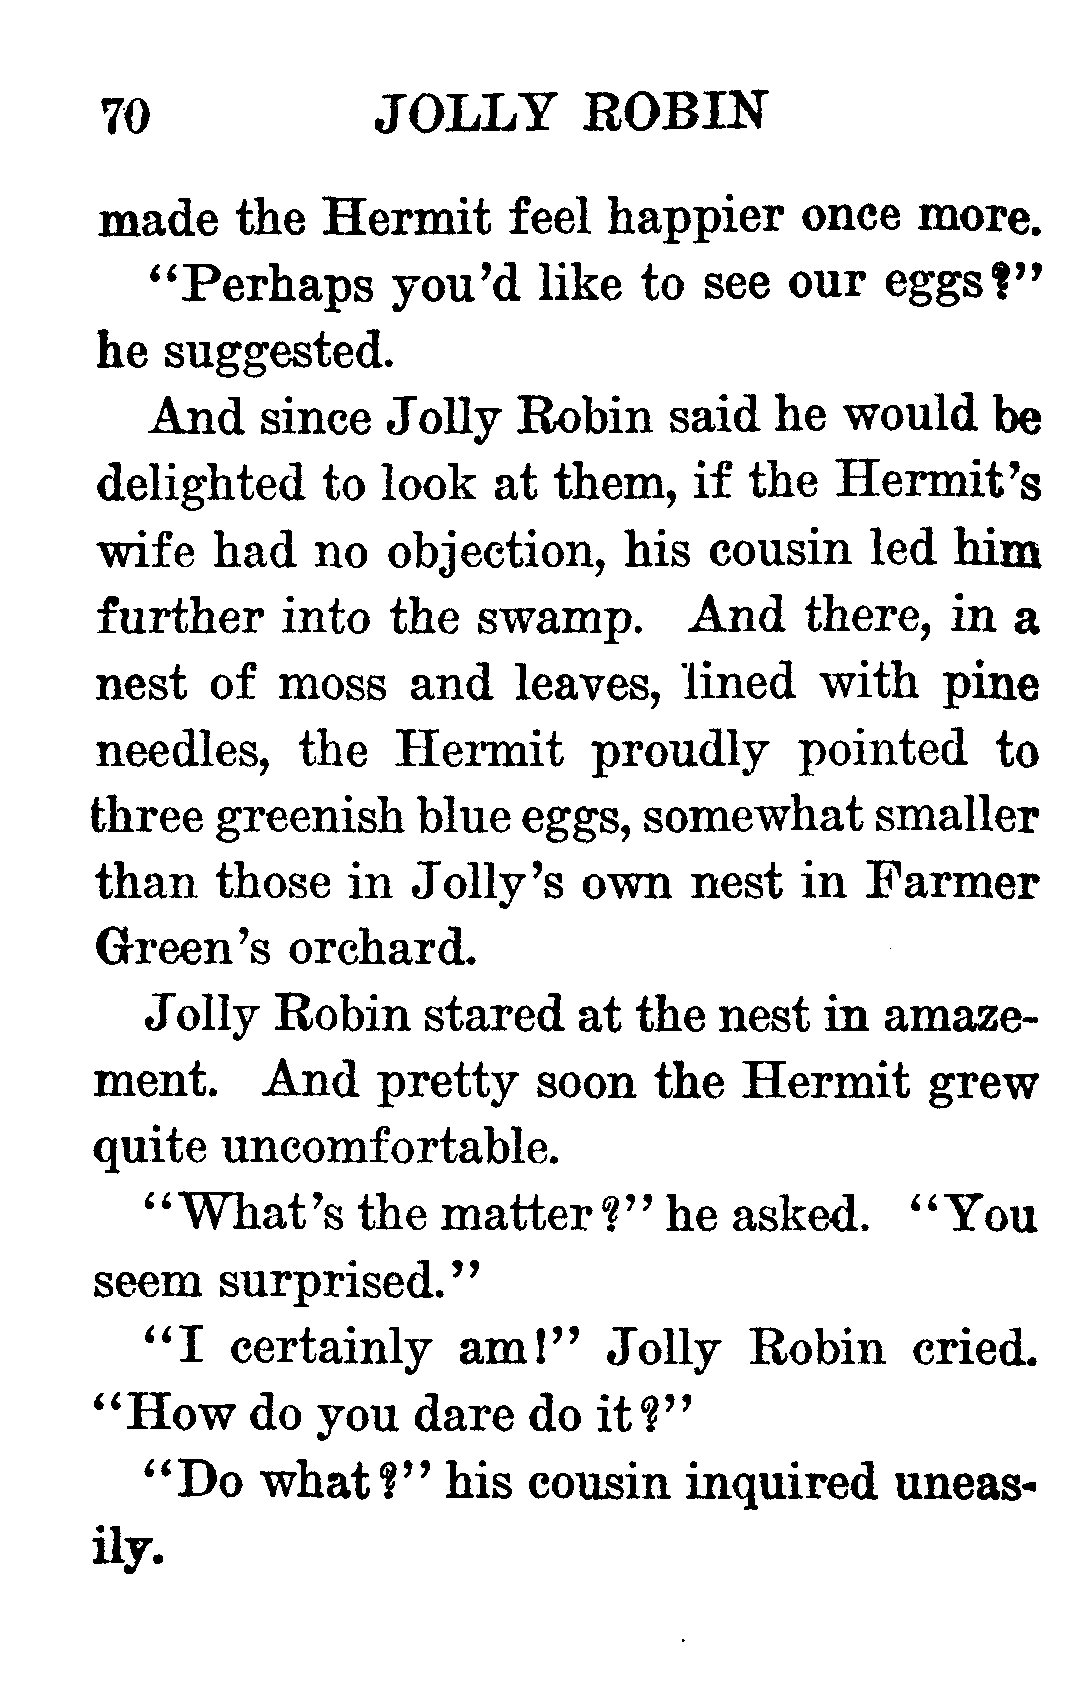 70 JOLLY ROBIN
made the Hermit feel happier once more.
“Perhaps you’d like to see our eggs?”
he suggested.
And since Jolly Robin said he would be
delighted to look at them, if the Hermit’s
wife had no objection, his cousin led him
further into the swamp. And there, in a
nest of moss and leaves, lined with pine
needles, the Hermit proudly pointed to
three greenish blue eggs, somewhat smaller
than those in Jolly’s own nest in Farmer
Green’s orchard.
Jolly Robin stared at the nest in amaze-
ment. And pretty soon the Hermit grew
quite uncomfortable.
“What’s the matter?” he asked. “You
seem surprised.”
“I certainly am!” Jolly Robin cried.
“How do you dare do it?”
“Do what?” his cousin inquired uneas-
ily.